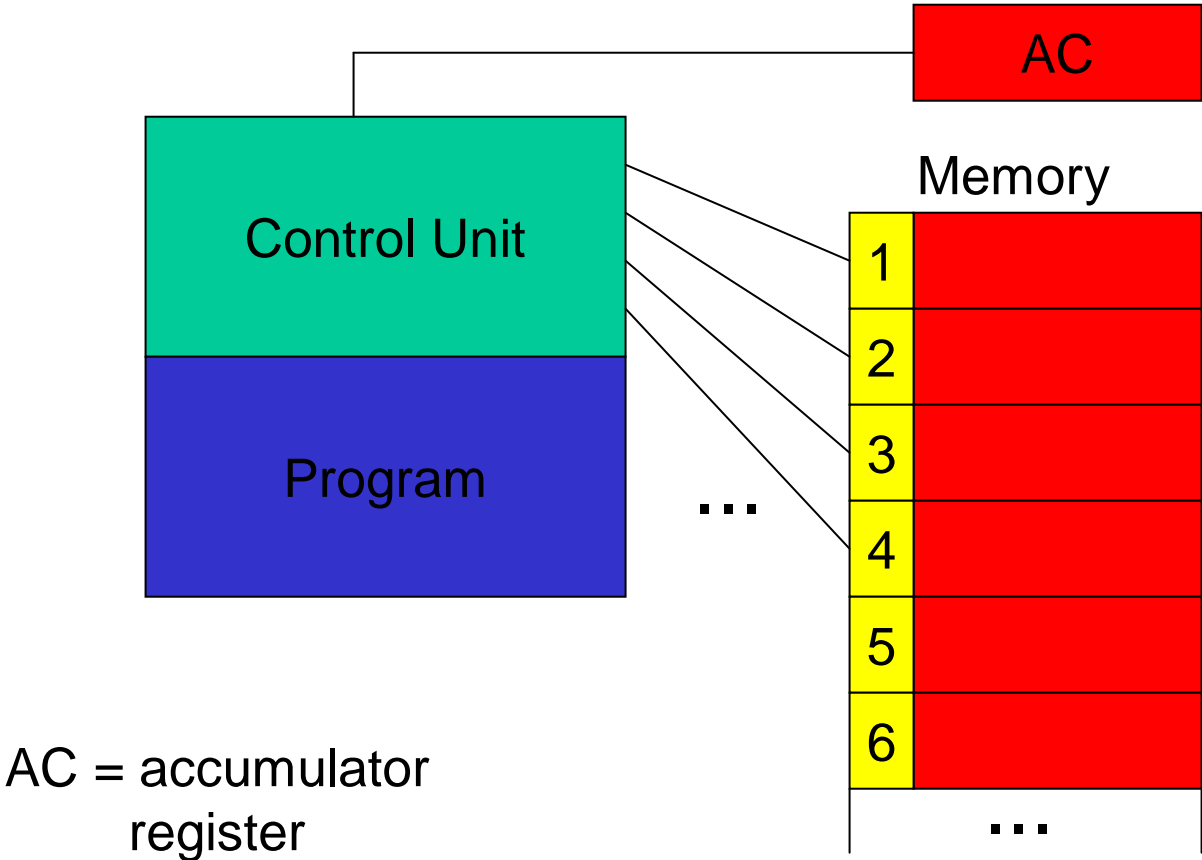 AC
Memory
Control Unit
1
2
Program
3
...
4
5
6
AC = accumulator
register
...